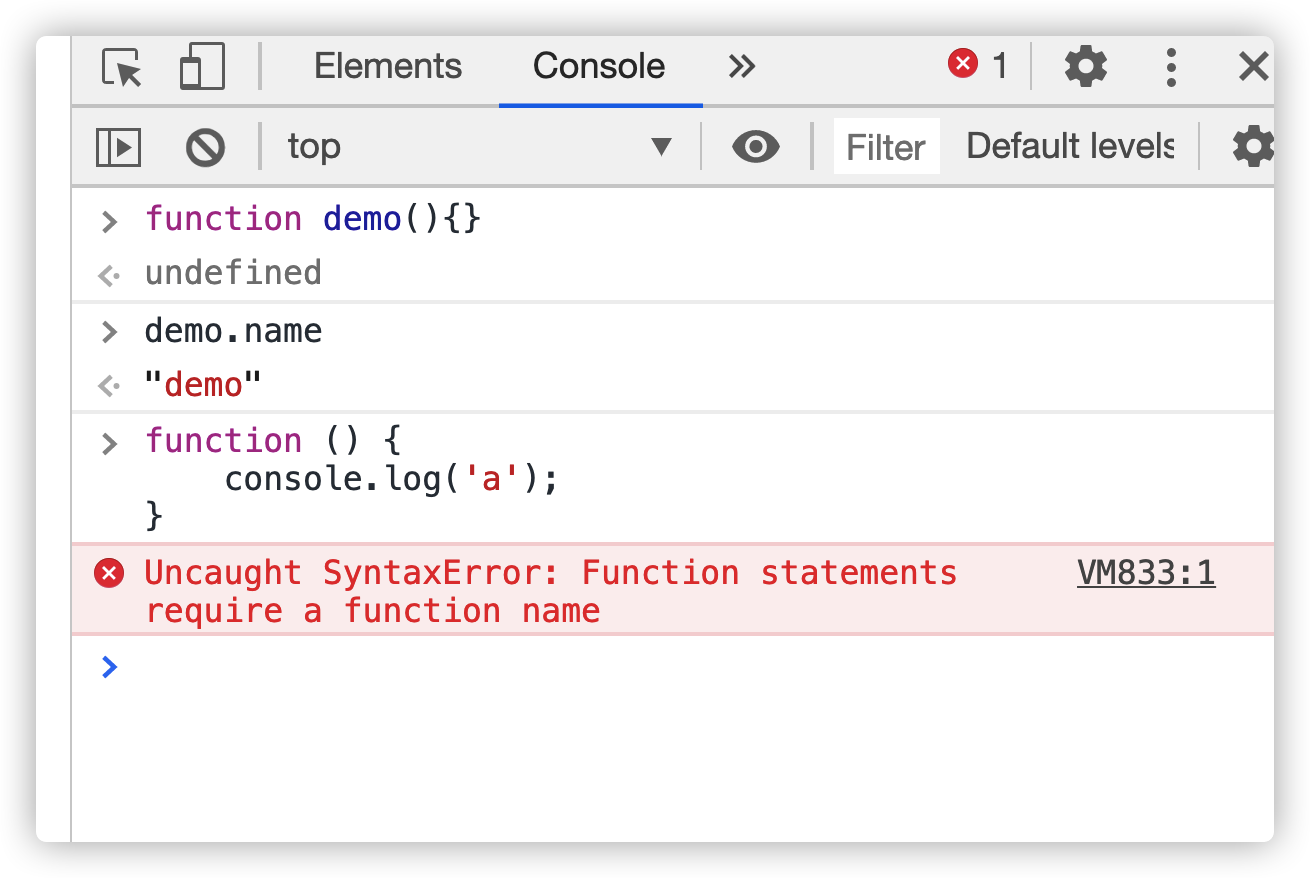 Elements Console 1
top Filter Default levels
function demo(){}
undefined
demo.name
"demo"
function () {
    console.log('a');
}
Uncaught SyntaxError: Function statements VM833:1
require a function name